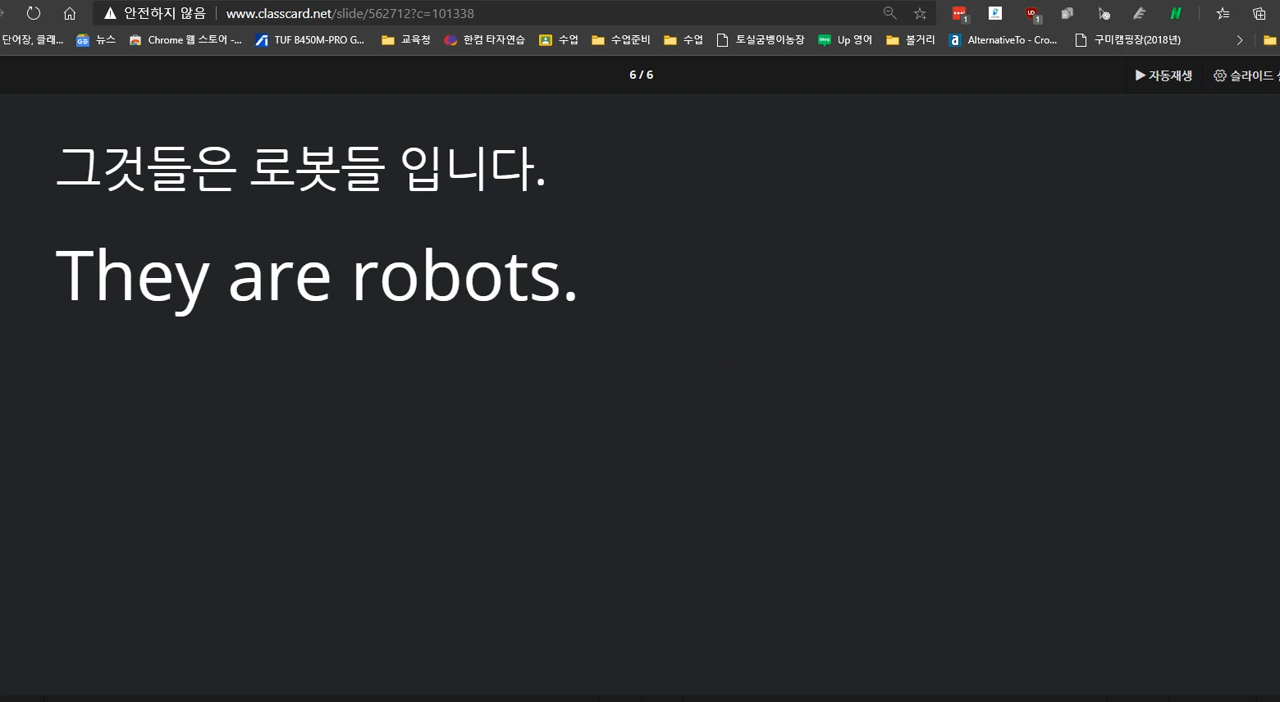 안전하지 않음 www.classcard.net/slide/562712?c=101338
단어장, 클래... 뉴스 Chrome 웹 스토어 -... TUF B450M-PRO G... 교육청 한컴 타자연습 수업 수업준비 수업 토실굼벵이농장 Up 영어 볼거리 AlternativeTo - Cro... 구미캠핑장(2018년)
6 / 6 자동재생 슬라이드
그것들은 로봇들 입니다.
They are robots.